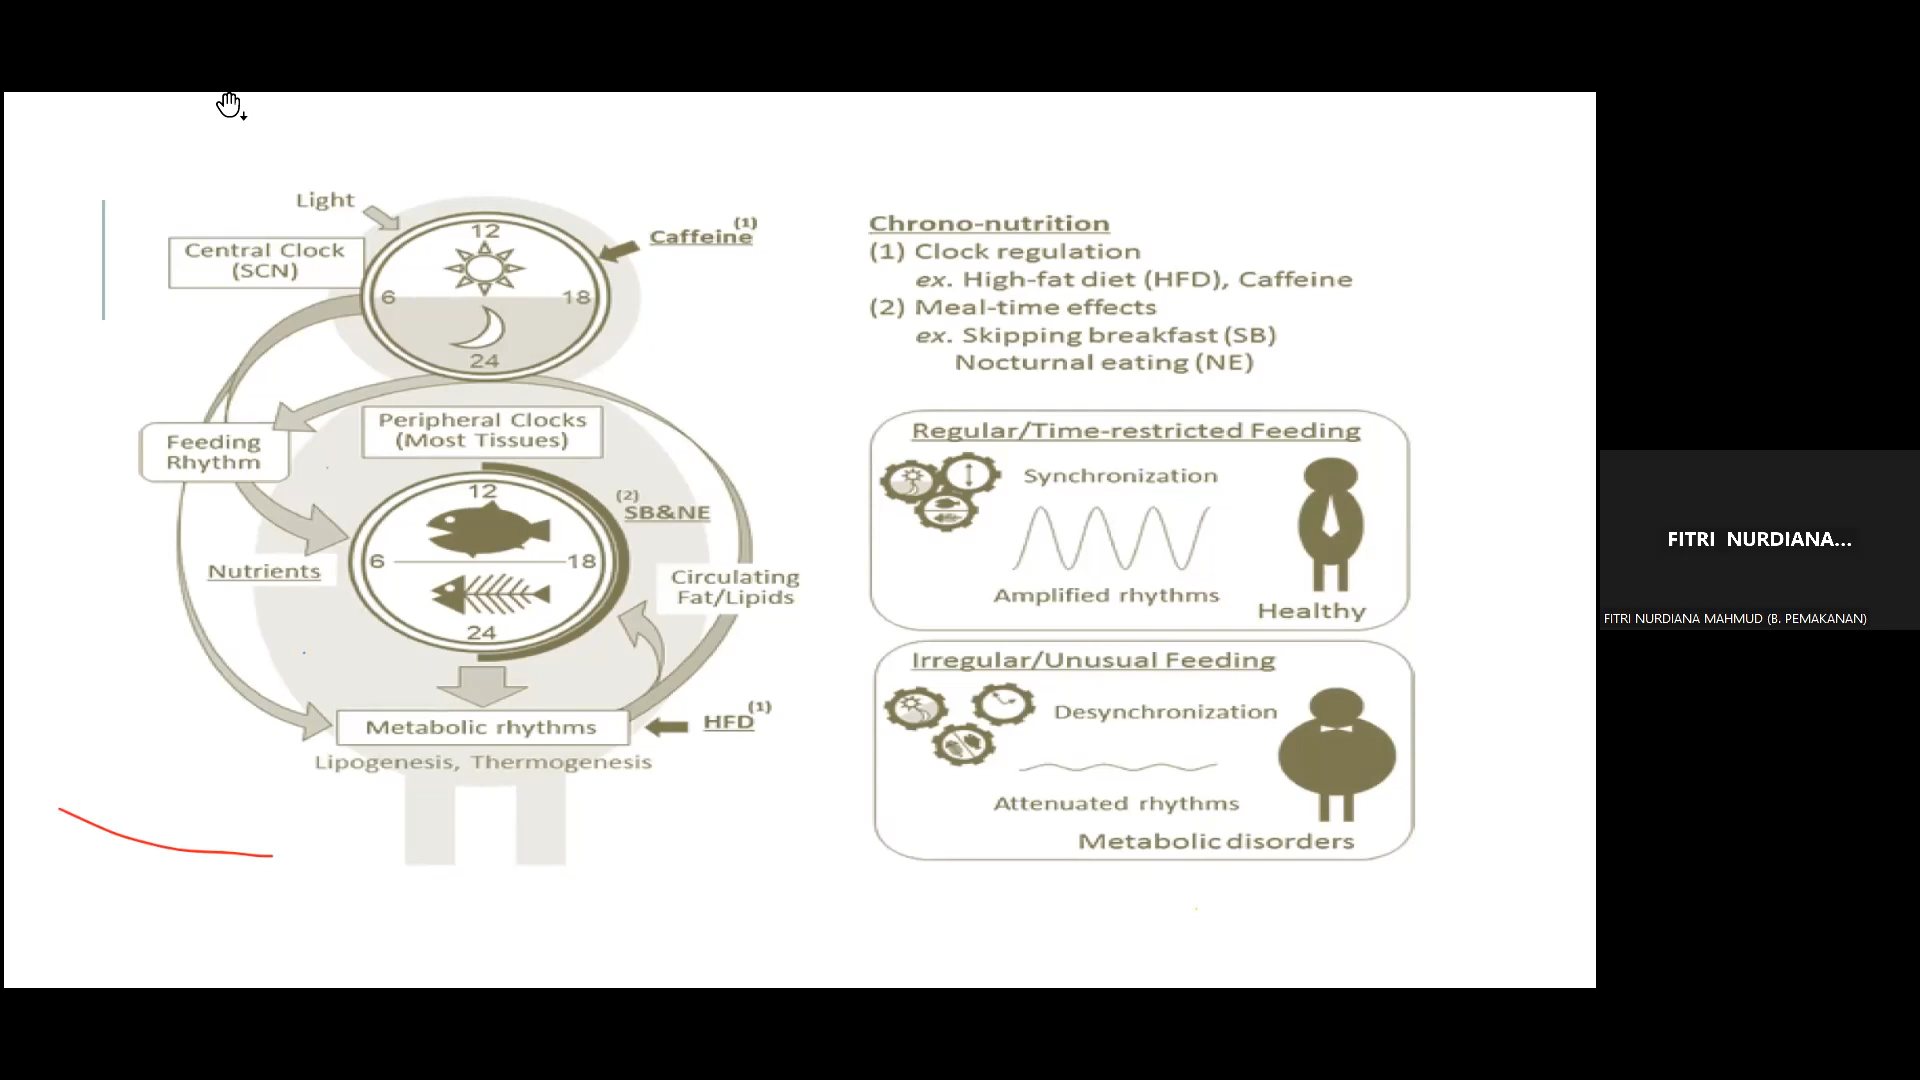 Light
Central Clock
(SCN)
12
6
18
24
Caffeine(1)
Feeding
Rhythm
Peripheral Clocks
(Most Tissues)
12
6
18
24
(2)
SB&NE
Nutrients
Circulating
Fat/Lipids
Metabolic rhythms
HFD(1)
Lipogenesis, Thermogenesis
Chrono-nutrition
(1) Clock regulation
ex. High-fat diet (HFD), Caffeine
(2) Meal-time effects
ex. Skipping breakfast (SB)
Nocturnal eating (NE)
Regular/Time-restricted Feeding
Synchronization
Amplified rhythms
Healthy
Irregular/Unusual Feeding
Desynchronization
Attenuated rhythms
Metabolic disorders
FITRI NURDIANA...
FITRI NURDIANA MAHMUD (B. PEMAKANAN)